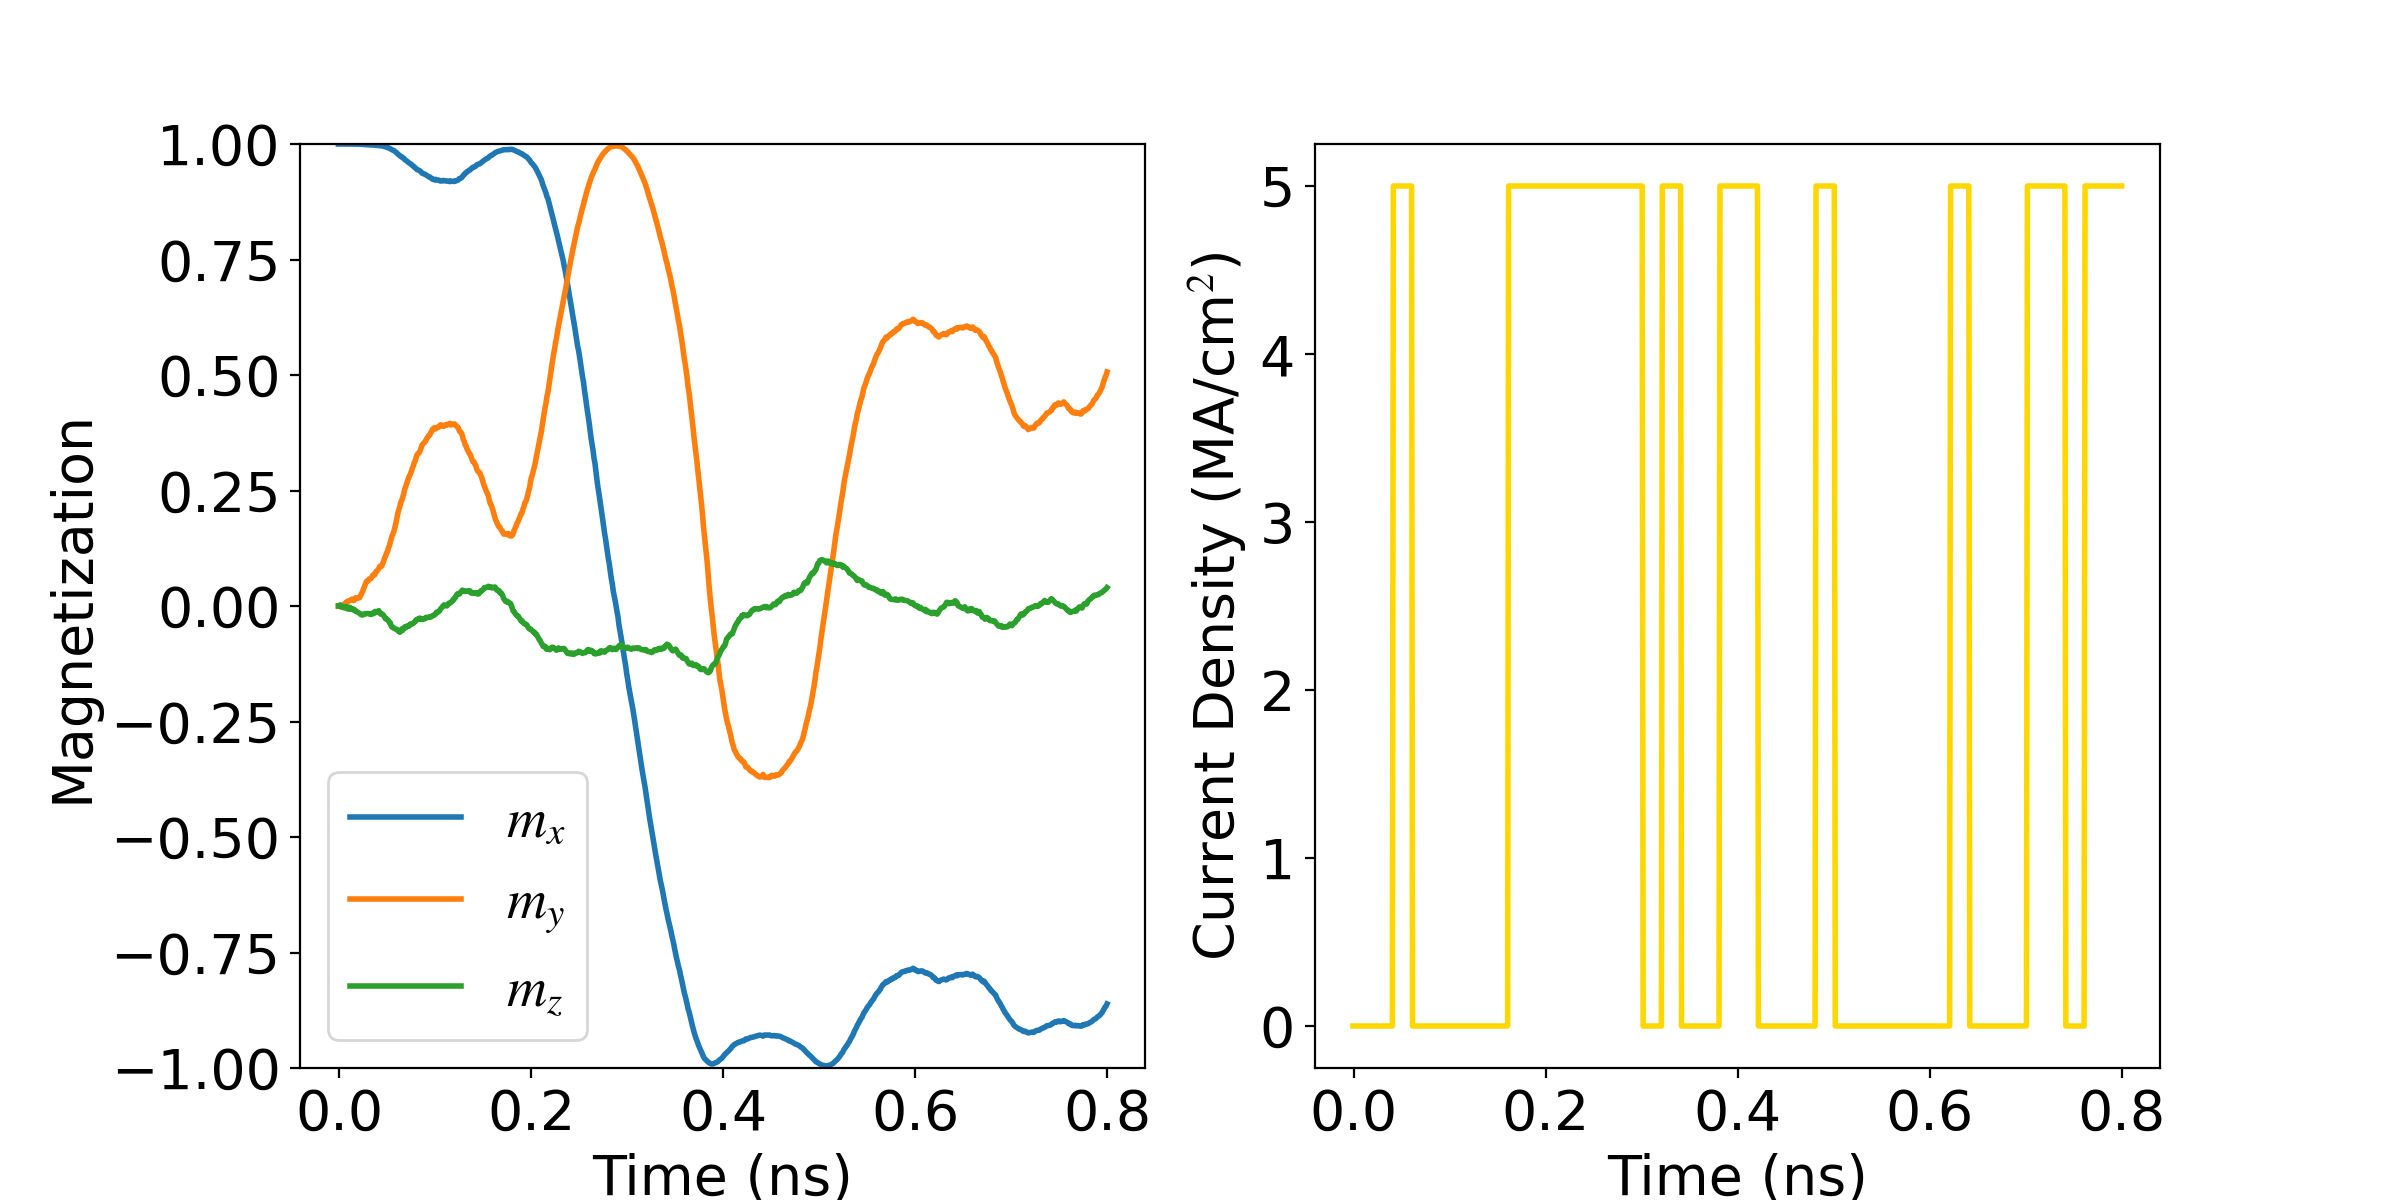 Magnetization
1.00
0.75
0.50
0.25
0.00
−0.25
−0.50
−0.75
−1.00
m_x
m_y
m_z
0.0 0.2 0.4 0.6 0.8
Time (ns)
Current Density (MA/cm²)
5
4
3
2
1
0
0.0 0.2 0.4 0.6 0.8
Time (ns)